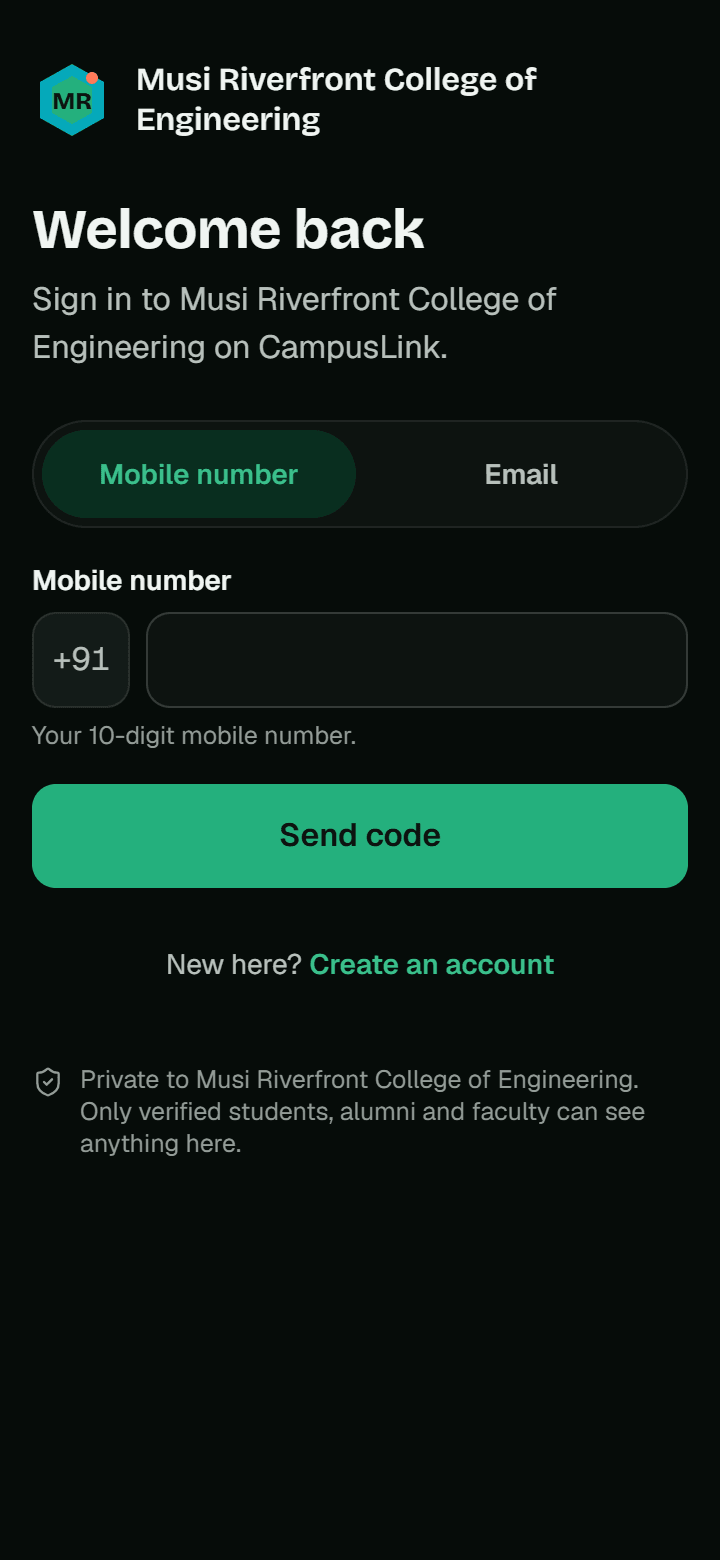 MR
Musi Riverfront College of
Engineering
Welcome back
Sign in to Musi Riverfront College of
Engineering on CampusLink.
Mobile number
Email
Mobile number
+91
Your 10-digit mobile number.
Send code
New here? Create an account
Private to Musi Riverfront College of Engineering.
Only verified students, alumni and faculty can see
anything here.